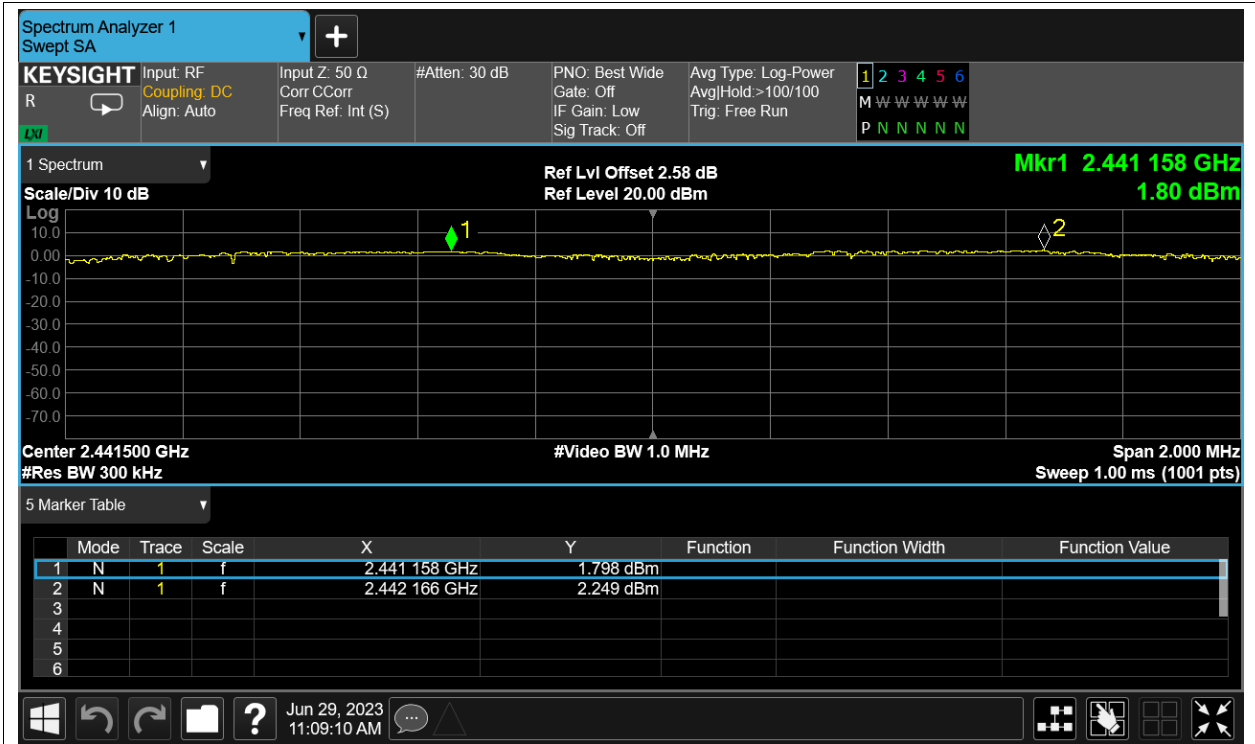 Spectrum Analyzer 1
Swept SA
+
KEYSIGHT Input: RF Input Z: 50 Ω #Atten: 30 dB PNO: Best Wide Avg Type: Log-Power 1 2 3 4 5 6
R Coupling: DC Corr CCorr Gate: Off Avg|Hold:>100/100 M W W W W W
Align: Auto Freq Ref: Int (S) IF Gain: Low Trig: Free Run
LXI Sig Track: Off P N N N N N
1 Spectrum Ref Lvl Offset 2.58 dB Mkr1 2.441 158 GHz
Scale/Div 10 dB Ref Level 20.00 dBm 1.80 dBm
Log
10.0
0.00
-10.0
-20.0
-30.0
-40.0
-50.0
-60.0
-70.0
1
2
Center 2.441500 GHz #Video BW 1.0 MHz Span 2.000 MHz
#Res BW 300 kHz Sweep 1.00 ms (1001 pts)
5 Marker Table
Mode Trace Scale X Y Function Function Width Function Value
1 N 1 f 2.441 158 GHz 1.798 dBm
2 N 1 f 2.442 166 GHz 2.249 dBm
3
4
5
6
? Jun 29, 2023
11:09:10 AM